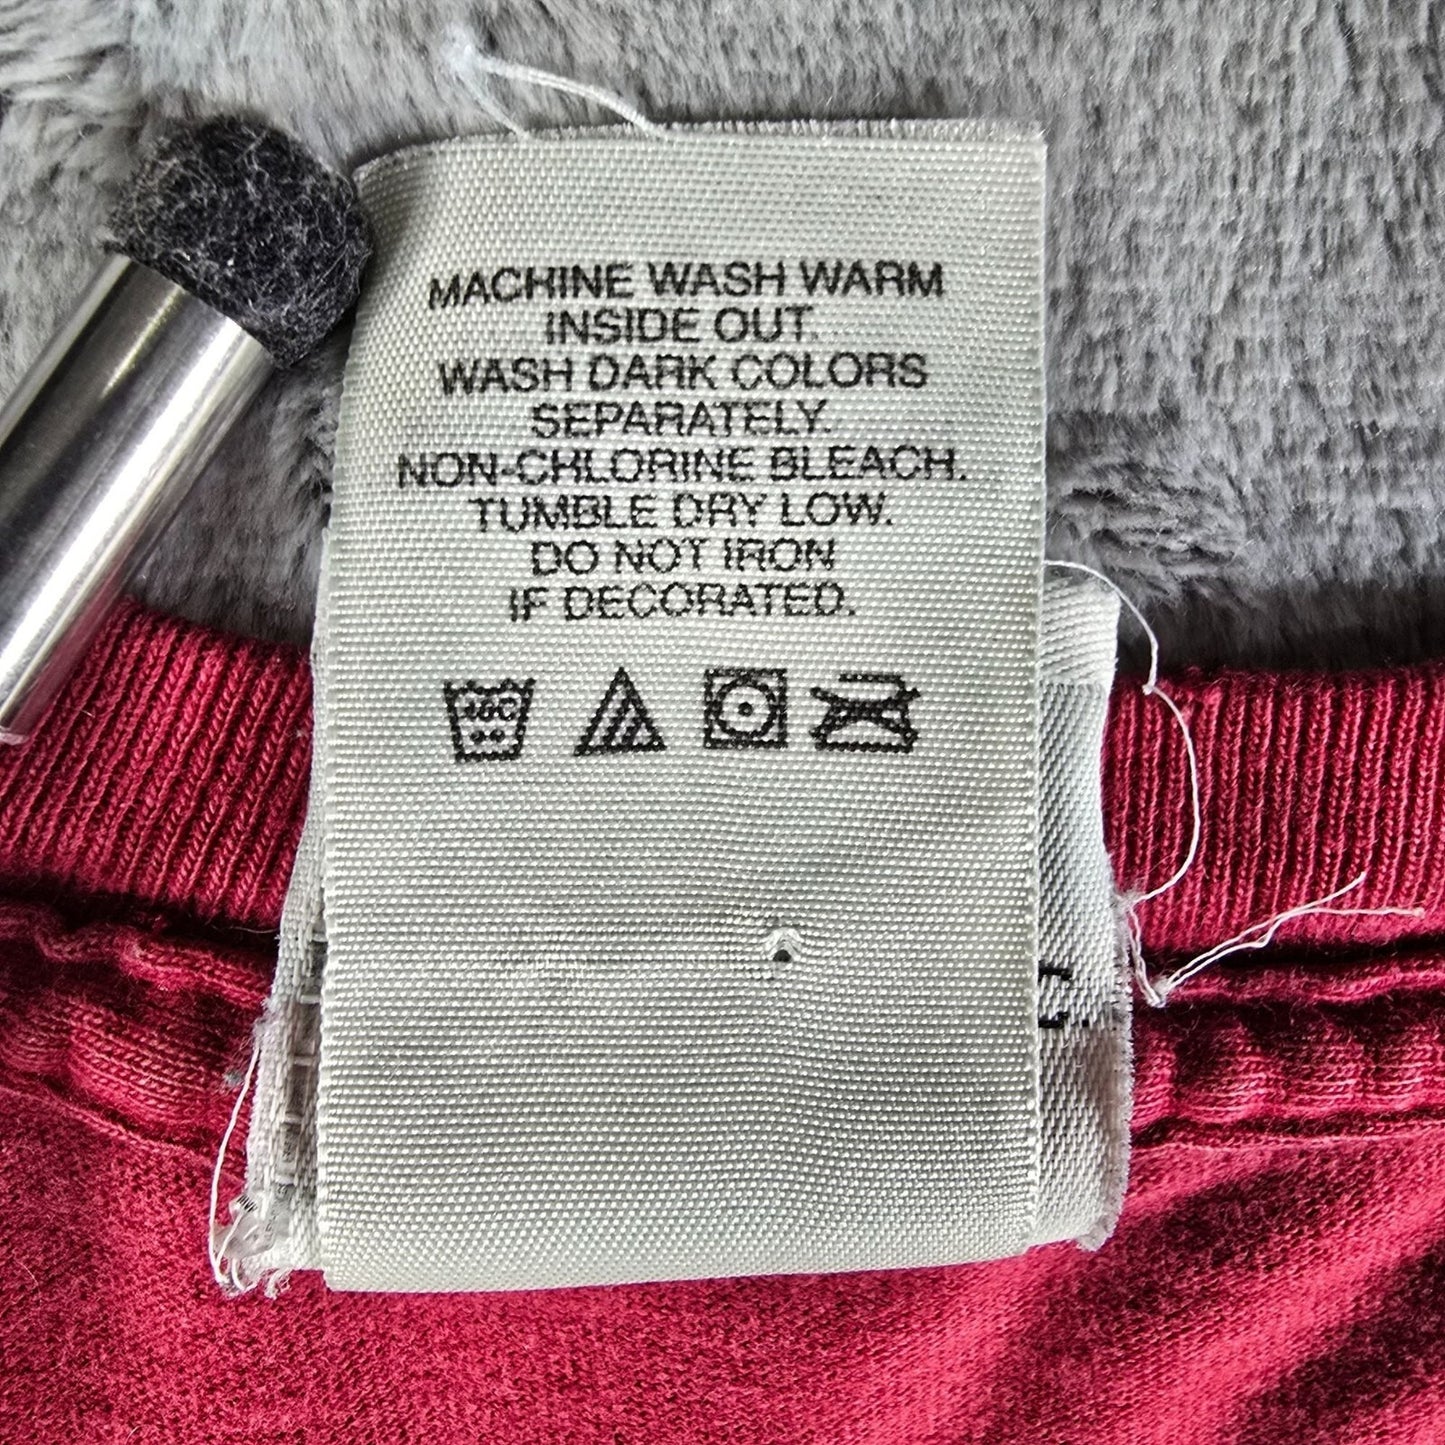 MACHINE WASH WARM
INSIDE OUT.
WASH DARK COLORS
SEPARATELY.
NON-CHLORINE BLEACH.
TUMBLE DRY LOW.
DO NOT IRON
IF DECORATED.
40C
C.